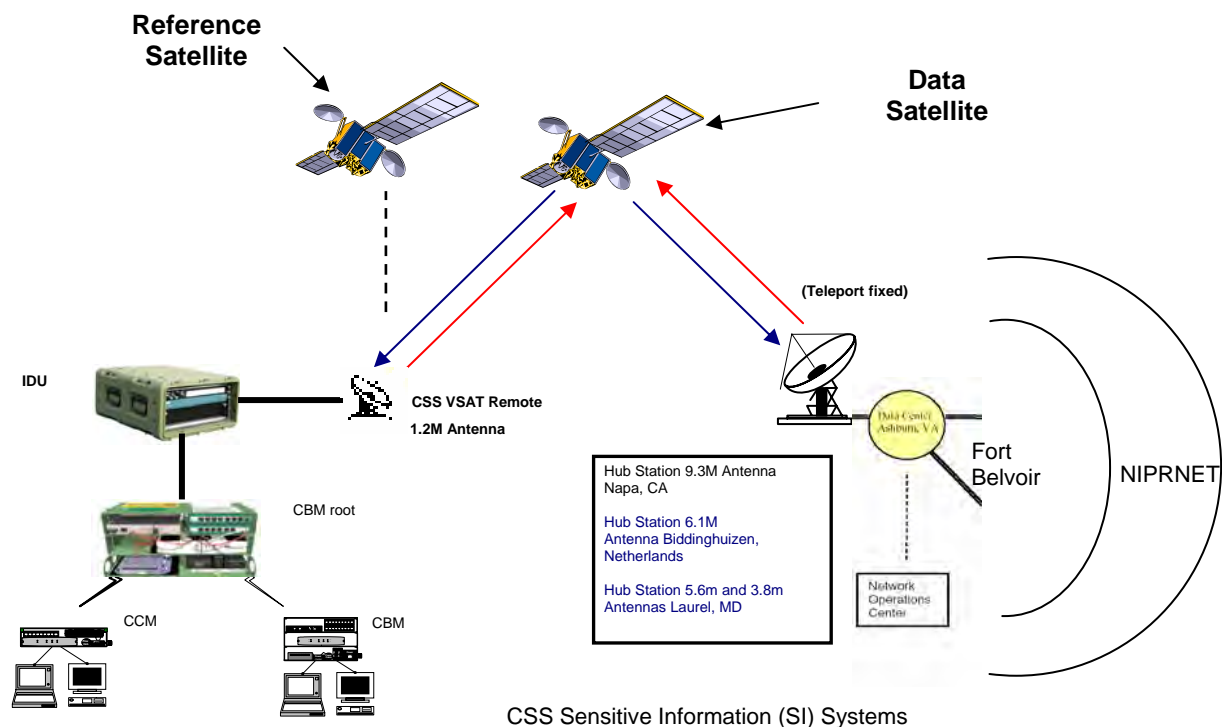 Reference
Satellite
Data
Satellite
(Teleport fixed)
IDU
CSS VSAT Remote
1.2M Antenna
Data Center
Ashburn, VA
Fort
Belvoir
NIPRNET
Hub Station 9.3M Antenna
Napa, CA
Hub Station 6.1M
Antenna Biddinghuizen,
Netherlands
Hub Station 5.6m and 3.8m
Antennas Laurel, MD
CBM root
Network
Operations
Center
CCM
CBM
CSS Sensitive Information (SI) Systems